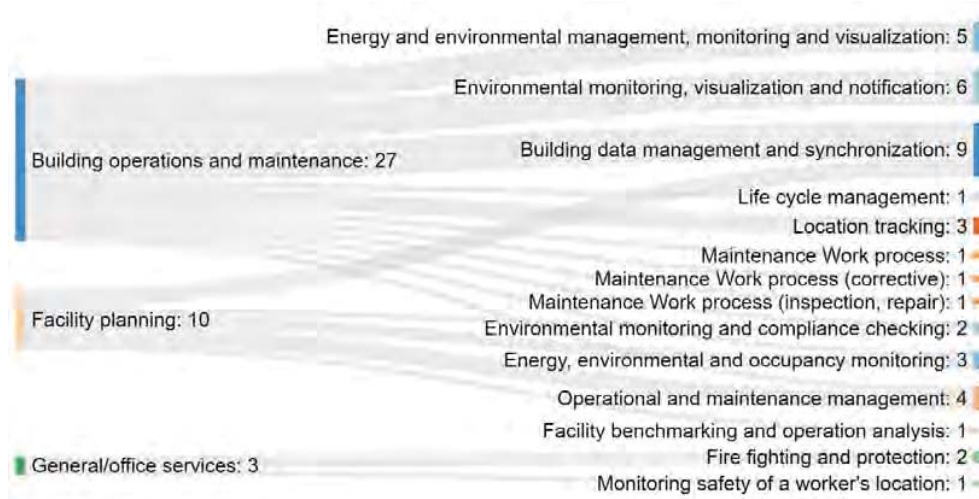 Energy and environmental management, monitoring and visualization: 5
Environmental monitoring, visualization and notification: 6
Building operations and maintenance: 27
Building data management and synchronization: 9
Life cycle management: 1
Location tracking: 3
Maintenance Work process: 1
Maintenance Work process (corrective): 1
Maintenance Work process (inspection, repair): 1
Facility planning: 10
Environmental monitoring and compliance checking: 2
Energy, environmental and occupancy monitoring: 3
Operational and maintenance management: 4
Facility benchmarking and operation analysis: 1
General/office services: 3
Fire fighting and protection: 2
Monitoring safety of a worker's location: 1